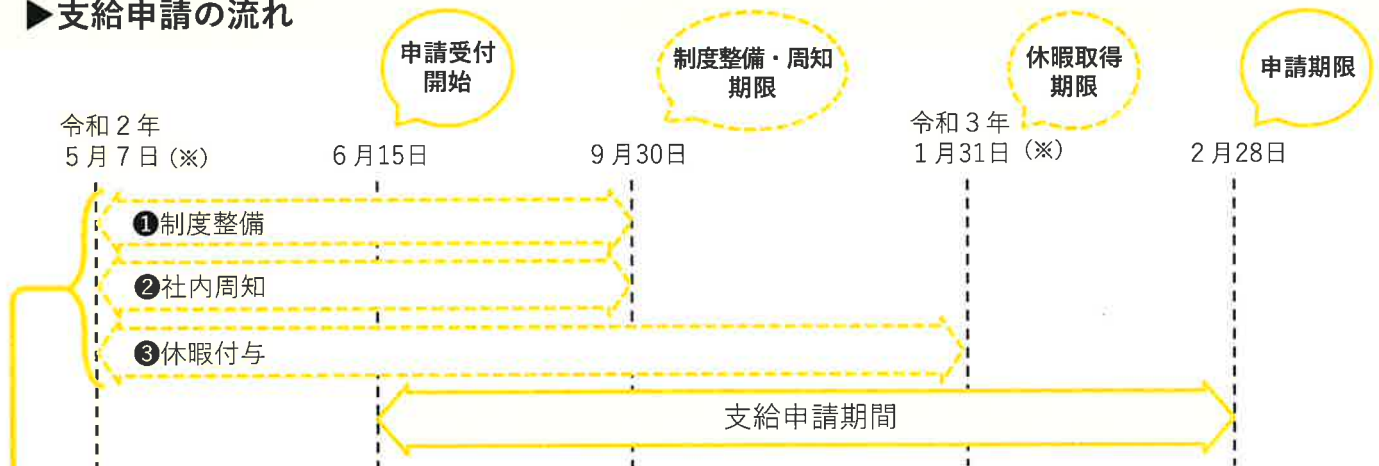 ▶支給申請の流れ
申請受付
開始
制度整備・周知
期限
休暇取得
期限
申請期限
令和2年
5月7日(※)
6月15日
9月30日
令和3年
1月31日(※)
2月28日
❶制度整備
❷社内周知
❸休暇付与
支給申請期間